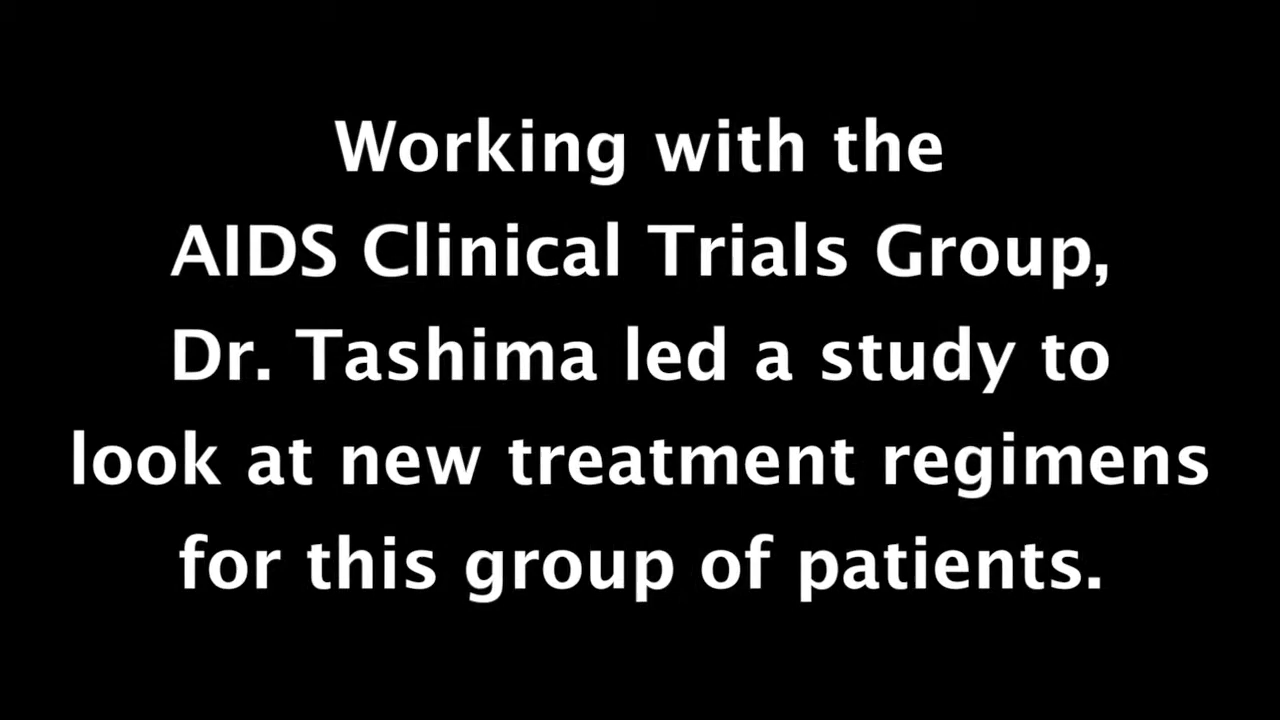 Working with the
AIDS Clinical Trials Group,
Dr. Tashima led a study to
look at new treatment regimens
for this group of patients.